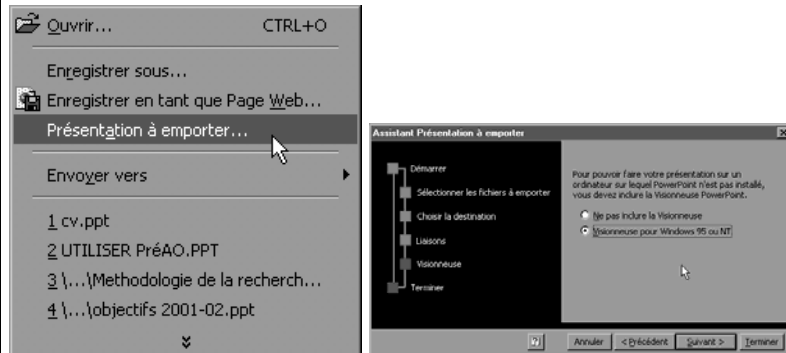 Ouvrir... CTRL+O
Enregistrer sous...
Enregistrer en tant que Page Web...
Présentation à emporter...
Envoyer vers
1 cv.ppt
2 UTILISER PréAO.PPT
3 \...\Methodologie de la recherch...
4 \...\objectifs 2001-02.ppt
Assistant Présentation à emporter
Démarrer
Sélectionner les fichiers à emporter
Choisir la destination
Liaisons
Visionneuse
Terminer
Pour pouvoir faire votre présentation sur un
ordinateur sur lequel PowerPoint n'est pas installé,
vous devez inclure la Visionneuse PowerPoint.
Ne pas inclure la Visionneuse
Visionneuse pour Windows 95 ou NT
Annuler < Précédent Suivant > Terminer